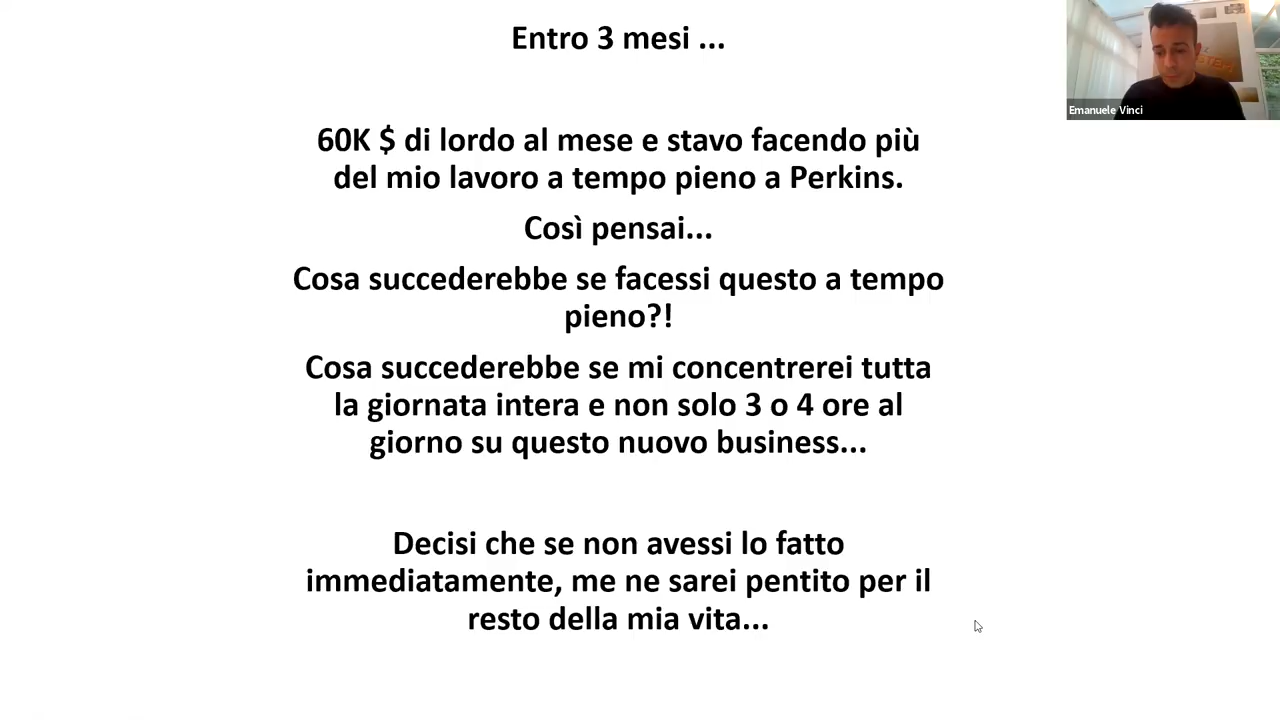 Entro 3 mesi ...
60K $ di lordo al mese e stavo facendo più
del mio lavoro a tempo pieno a Perkins.
Così pensai...
Cosa succederebbe se facessi questo a tempo
pieno?!
Cosa succederebbe se mi concentrerei tutta
la giornata intera e non solo 3 o 4 ore al
giorno su questo nuovo business...
Decisi che se non avessi lo fatto
immediatamente, me ne sarei pentito per il
resto della mia vita...
Emanuele Vinci